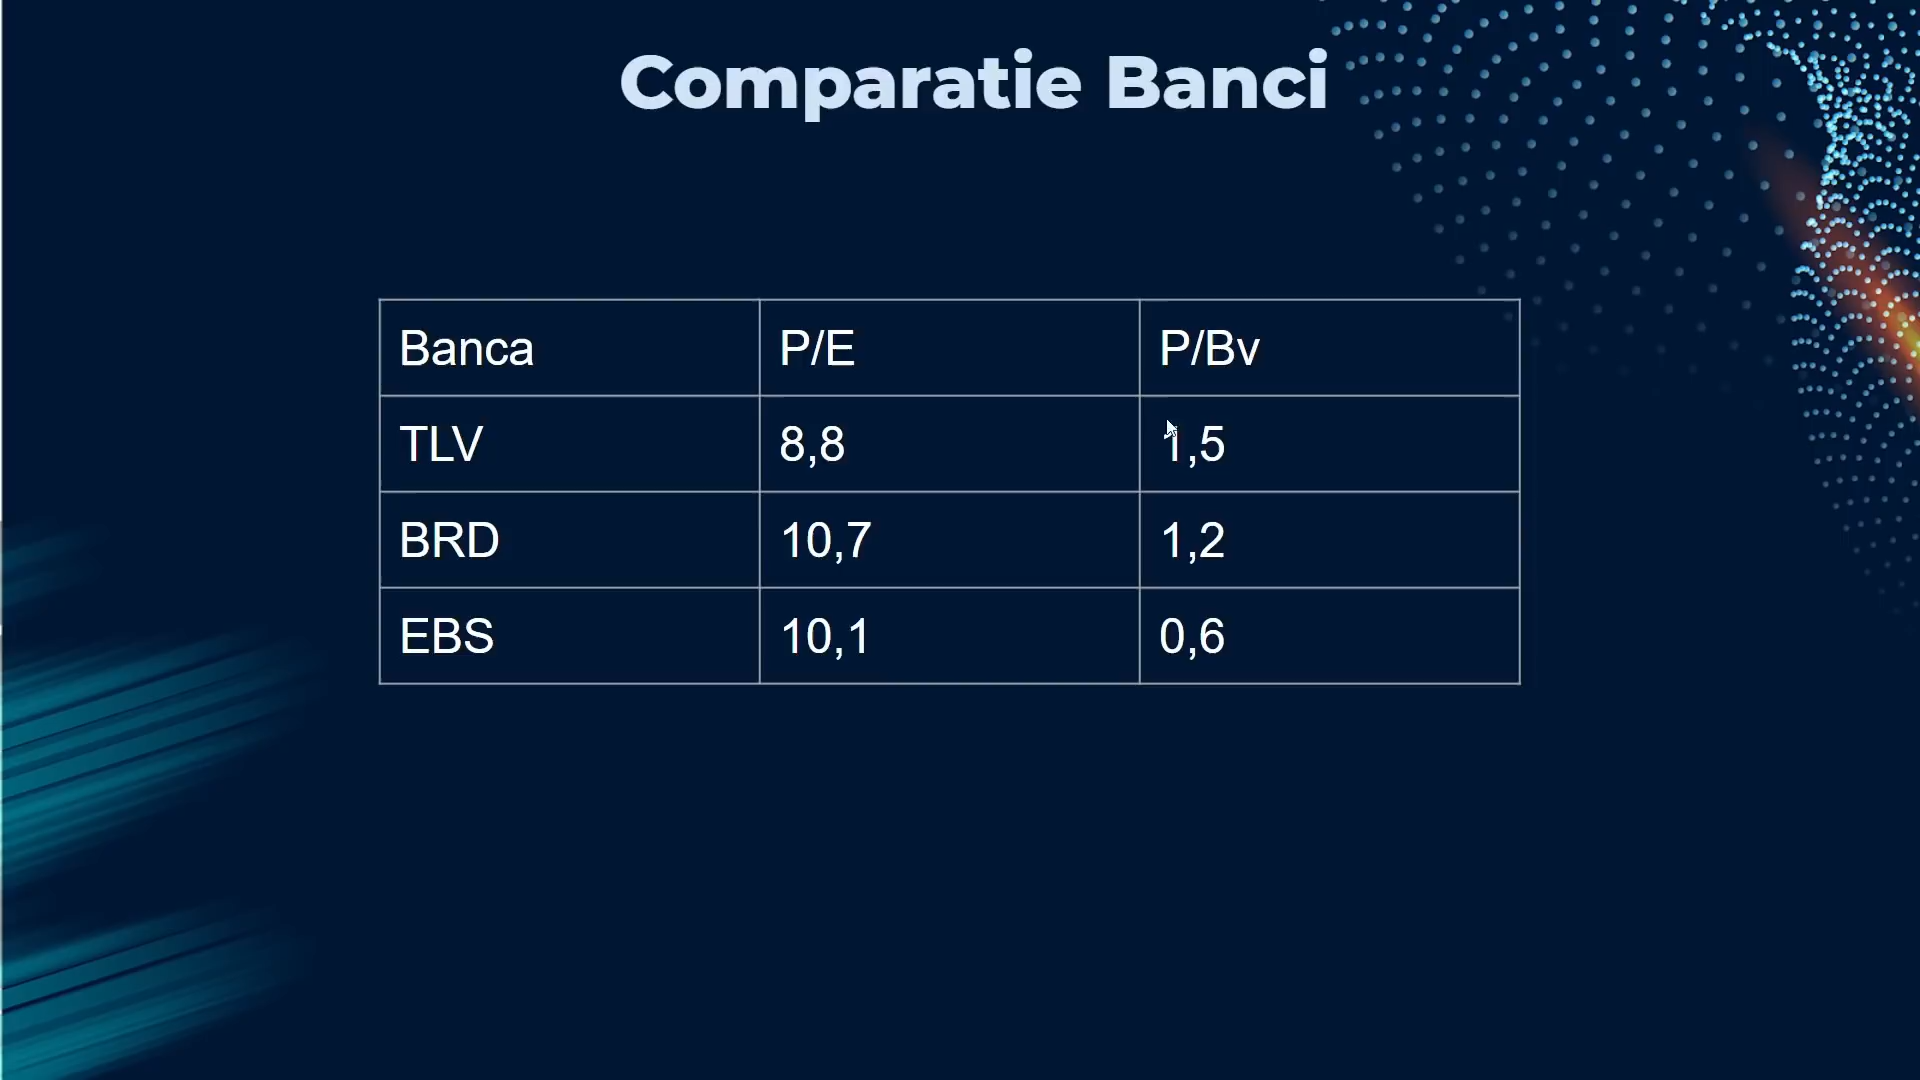 Comparatie Banci
Banca P/E P/Bv
TLV 8,8 1,5
BRD 10,7 1,2
EBS 10,1 0,6